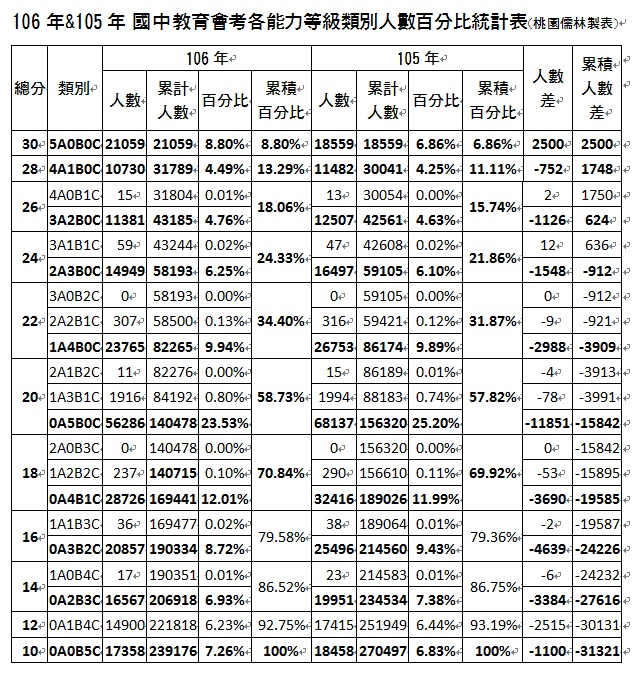 106 年&105 年 國中教育會考各能力等級類別人數百分比統計表(桃園儒林製表)
總分 類別 106 年 105 年 人數差 累積人數差
人數 累計人數 百分比 累積百分比 人數 累計人數 百分比 累積百分比
30 5A0B0C 21059 21059 8.80% 8.80% 18559 18559 6.86% 6.86% 2500 2500
28 4A1B0C 10730 31789 4.49% 13.29% 11482 30041 4.25% 11.11% -752 1748
26 4A0B1C 15 31804 0.01% 18.06% 13 30054 0.00% 15.74% 2 1750
3A2B0C 11381 43185 4.76% 12507 42561 4.63% -1126 624
24 3A1B1C 59 43244 0.02% 24.33% 47 42608 0.02% 21.86% 12 636
2A3B0C 14949 58193 6.25% 16497 59105 6.10% -1548 -912
22 3A0B2C 0 58193 0.00% 34.40% 0 59105 0.00% 31.87% 0 -912
2A2B1C 307 58500 0.13% 316 59421 0.12% -9 -921
1A4B0C 23765 82265 9.94% 26753 86174 9.89% -2988 -3909
20 2A1B2C 11 82276 0.00% 58.73% 15 86189 0.01% 57.82% -4 -3913
1A3B1C 1916 84192 0.80% 1994 88183 0.74% -78 -3991
0A5B0C 56286 140478 23.53% 68137 156320 25.20% -11851 -15842
18 2A0B3C 0 140478 0.00% 70.84% 0 156320 0.00% 69.92% 0 -15842
1A2B2C 237 140715 0.10% 290 156610 0.11% -53 -15895
0A4B1C 28726 169441 12.01% 32416 189026 11.99% -3690 -19585
16 1A1B3C 36 169477 0.02% 79.58% 38 189064 0.01% 79.36% -2 -19587
0A3B2C 20857 190334 8.72% 25496 214560 9.43% -4639 -24226
14 1A0B4C 17 190351 0.01% 86.52% 23 214583 0.01% 86.75% -6 -24232
0A2B3C 16567 206918 6.93% 19951 234534 7.38% -3384 -27616
12 0A1B4C 14900 221818 6.23% 92.75% 17415 251949 6.44% 93.19% -2515 -30131
10 0A0B5C 17358 239176 7.26% 100% 18458 270497 6.83% 100% -1100 -31321